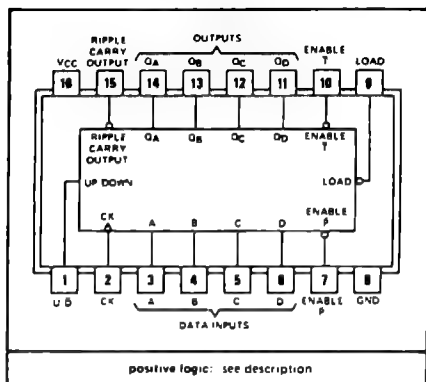 OUTPUTS
RIPPLE CARRY OUTPUT
ENABLE T
VCC QA QB QC QD LOAD
16 15 14 13 12 11 10 9
RIPPLE CARRY OUTPUT QA QB QC QD ENABLE T
UP DOWN
LOAD
CK A B C D ENABLE P
1 2 3 4 5 6 7 8
U/D CK A B C D ENABLE P GND
DATA INPUTS
positive logic: see description